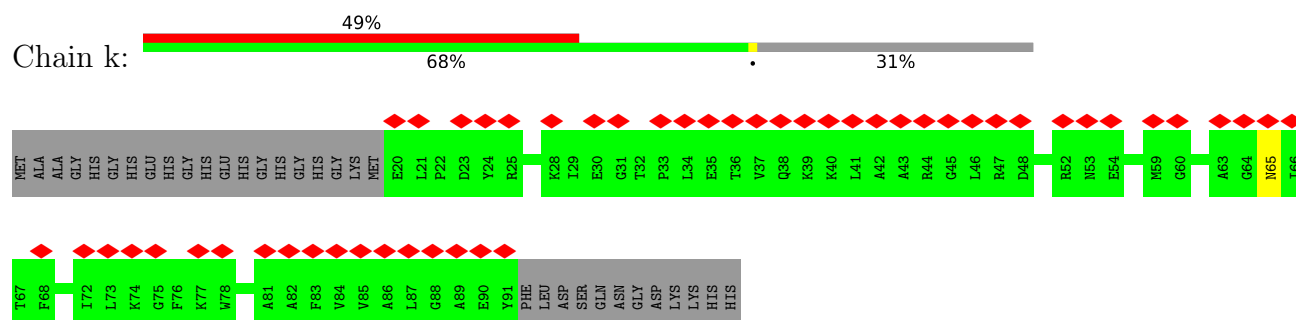 49%
Chain k:
68% • 31%
MET ALA ALA GLY HIS GLY HIS GLU HIS GLY HIS GLU HIS GLY HIS GLY HIS GLY LYS MET E20 L21 P22 D23 Y24 R25 K28 I29 E30 G31 T32 P33 L34 E35 T36 V37 Q38 K39 K40 L41 A42 A43 R44 G45 L46 R47 D48 R52 N53 E54 M59 G60 A63 G64 N65 I66
T67 F68 I72 L73 K74 G75 F76 K77 W78 A81 A82 F83 V84 V85 A86 L87 G88 A89 E90 Y91 PHE LEU ASP SER GLN ASN GLY ASP LYS LYS HIS HIS